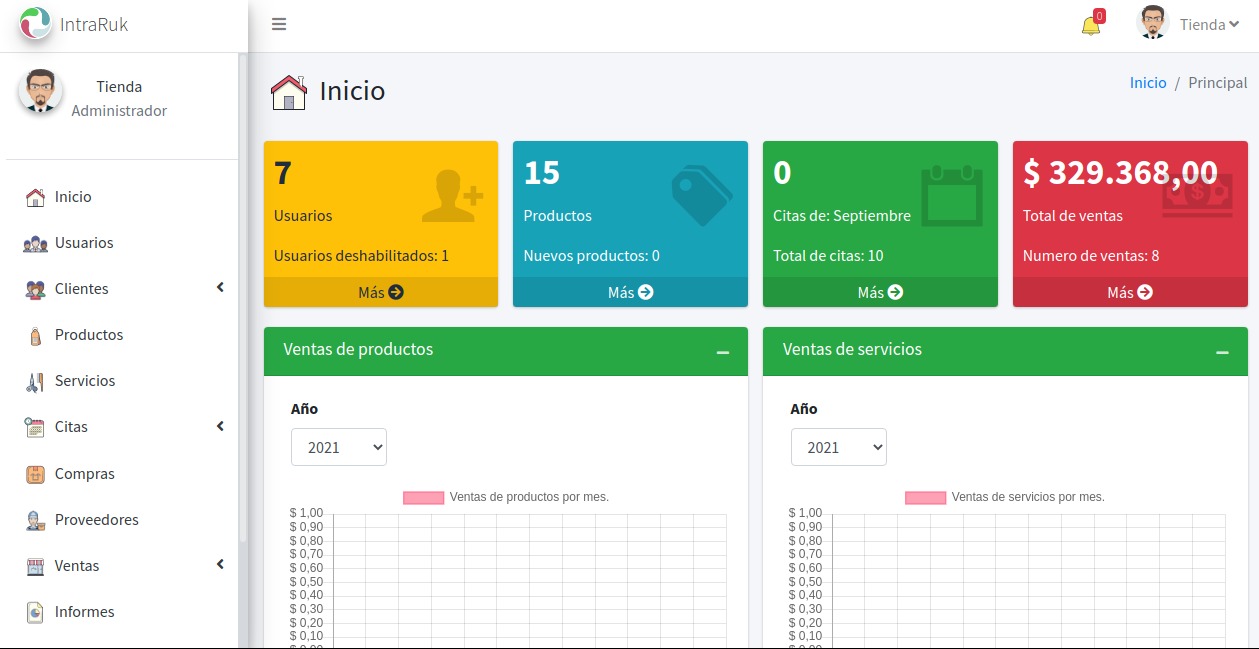 IntraRuk
0
Tienda
Tienda
Administrador
Inicio
Usuarios
Clientes
Productos
Servicios
Citas
Compras
Proveedores
Ventas
Informes
Inicio
Inicio / Principal
7
Usuarios
Usuarios deshabilitados: 1
Más
15
Productos
Nuevos productos: 0
Más
0
Citas de: Septiembre
Total de citas: 10
Más
$ 329.368,00
Total de ventas
Numero de ventas: 8
Más
Ventas de productos
Año
2021
Ventas de productos por mes.
$ 1,00
$ 0,90
$ 0,80
$ 0,70
$ 0,60
$ 0,50
$ 0,40
$ 0,30
$ 0,20
$ 0,10
Ventas de servicios
Año
2021
Ventas de servicios por mes.
$ 1,00
$ 0,90
$ 0,80
$ 0,70
$ 0,60
$ 0,50
$ 0,40
$ 0,30
$ 0,20
$ 0,10